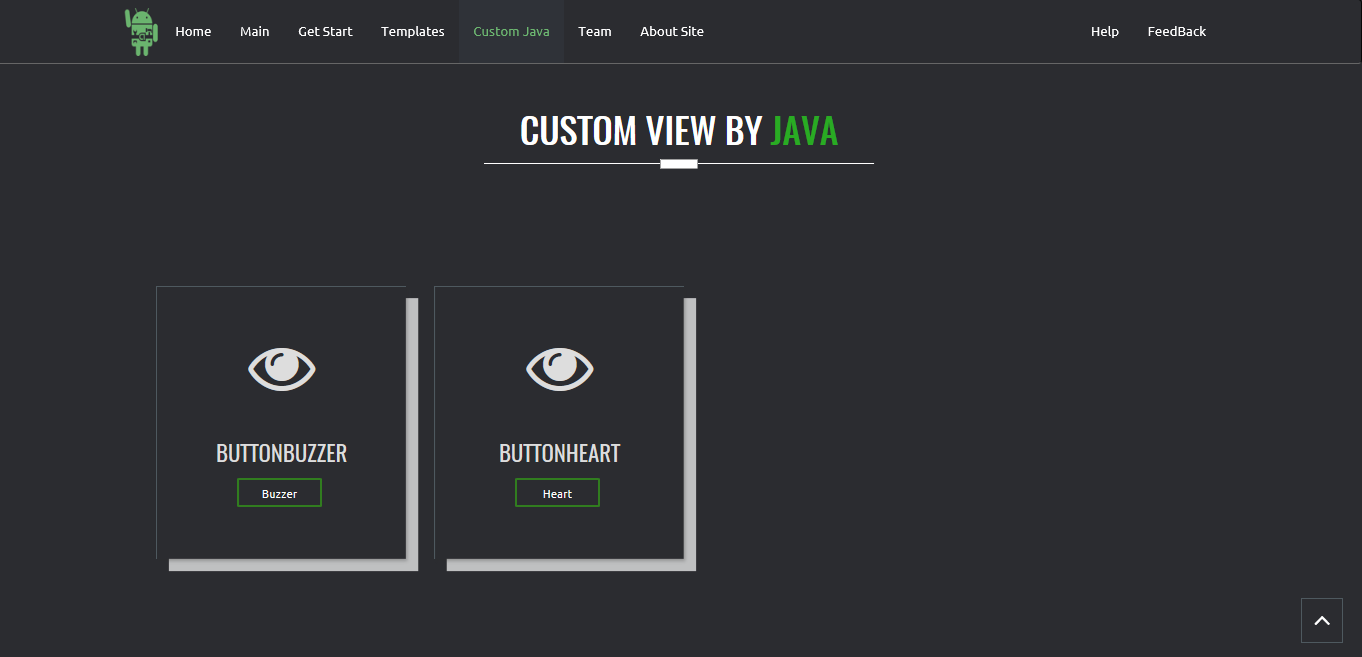 Home Main Get Start Templates Custom Java Team About Site Help FeedBack
CUSTOM VIEW BY JAVA
BUTTONBUZZER
Buzzer
BUTTONHEART
Heart